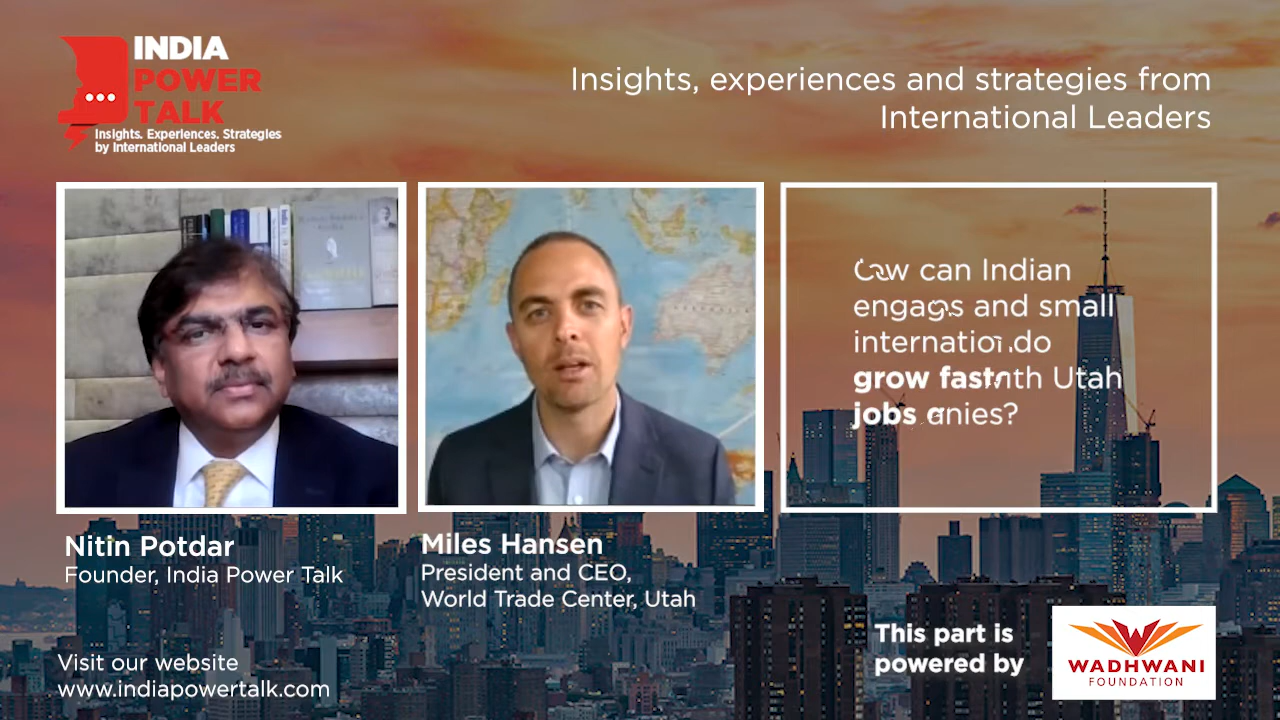 INDIA
POWER
TALK
Insights. Experiences. Strategies
by International Leaders
Insights, experiences and strategies from
International Leaders
can Indian
and small
do
grow Utah
jobs
Nitin Potdar
Founder, India Power Talk
Miles Hansen
President and CEO,
World Trade Center, Utah
Visit our website
www.indiapowertalk.com
This part is
powered by
WADHWANI
FOUNDATION